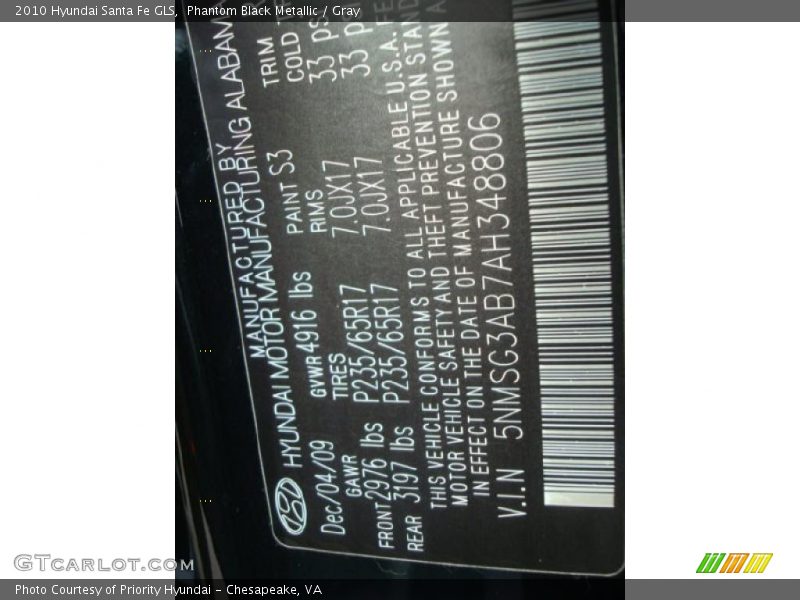 2010 Hyundai Santa Fe GLS, Phantom Black Metallic / Gray
MANUFACTURED BY
HYUNDAI MOTOR MANUFACTURING ALABAM
Dec/04/09 GVWR 4916 lbs PAINT S3 TRIM
GAWR TIRES RIMS COLD
FRONT 2976 lbs P235/65R17 7.0JX17 33
REAR 3197 lbs P235/65R17 7.0JX17 33
THIS VEHICLE CONFORMS TO ALL APPLICABLE U.S.A. FE
MOTOR VEHICLE SAFETY AND THEFT PREVENTION STAN
IN EFFECT ON THE DATE OF MANUFACTURE SHOWN A
V.I.N 5NMSG3AB7AH348806
GTCarLot.com
Photo Courtesy of Priority Hyundai - Chesapeake, VA